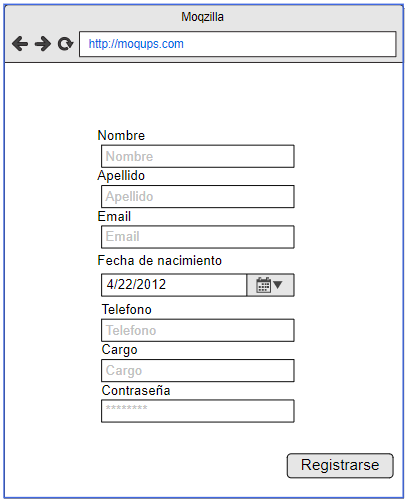 Moqzilla
http://moqups.com
Nombre
Nombre
Apellido
Apellido
Email
Email
Fecha de nacimiento
4/22/2012
Telefono
Telefono
Cargo
Cargo
Contraseña
********
Registrarse